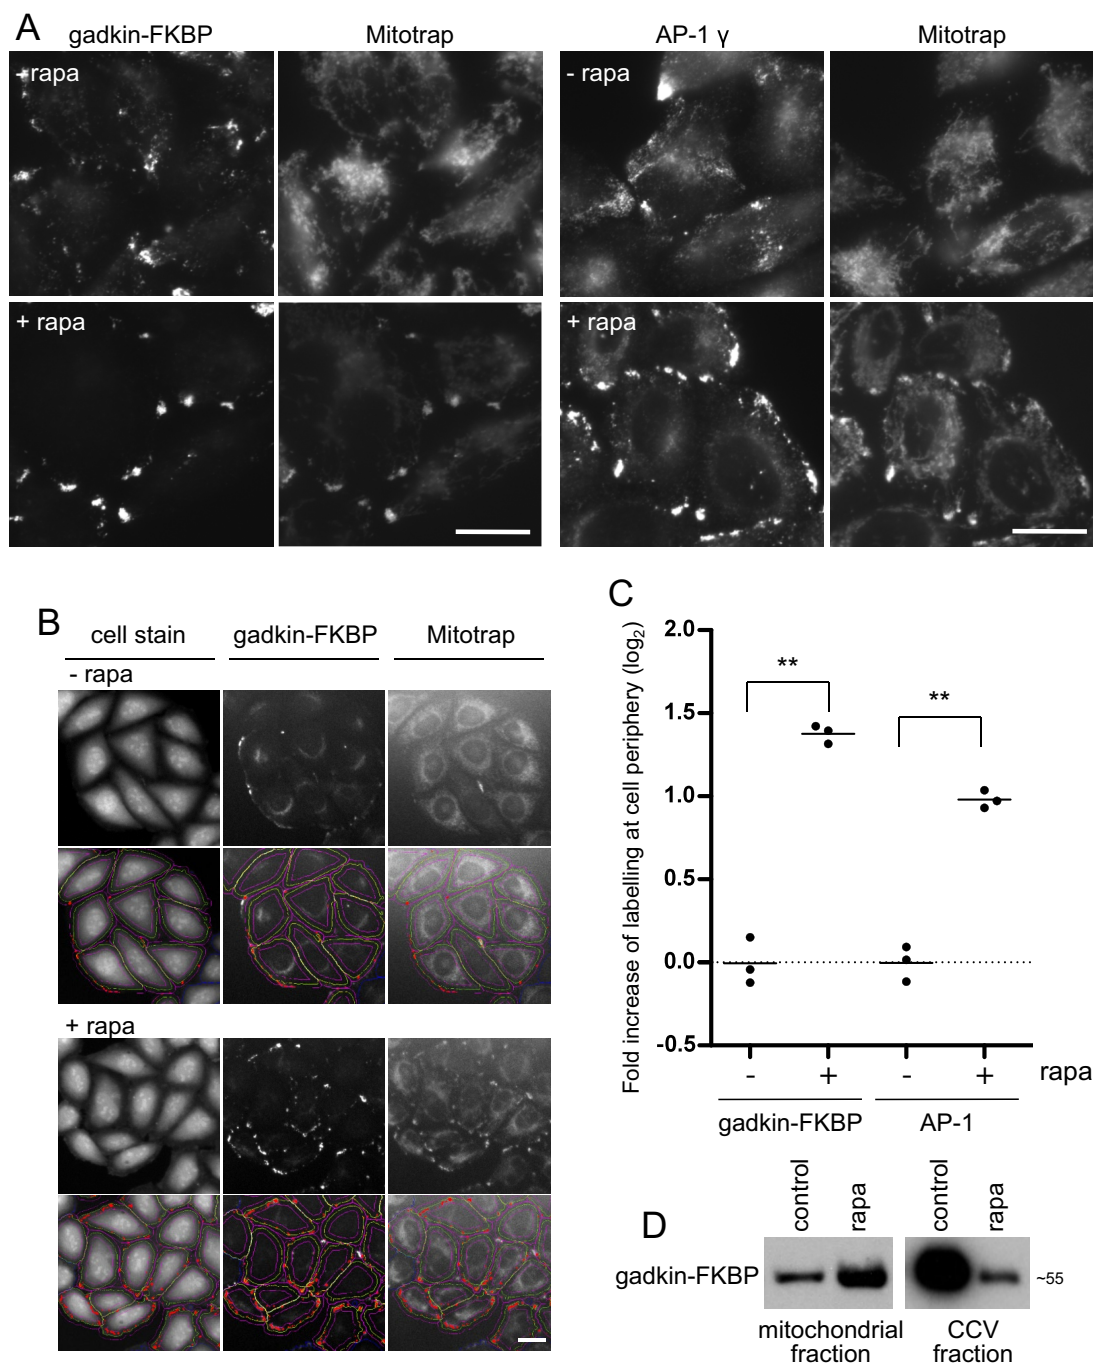 A
gadkin-FKBP Mitotrap AP-1 γ Mitotrap
- rapa - rapa
+ rapa + rapa
B
cell stain gadkin-FKBP Mitotrap
- rapa
+ rapa
C
Fold increase of labelling at cell periphery (log2)
2.0
1.5
1.0
0.5
0.0
-0.5
**
**
- + - + rapa
gadkin-FKBP AP-1
D
control rapa control rapa
gadkin-FKBP ~55
mitochondrial fraction
CCV fraction